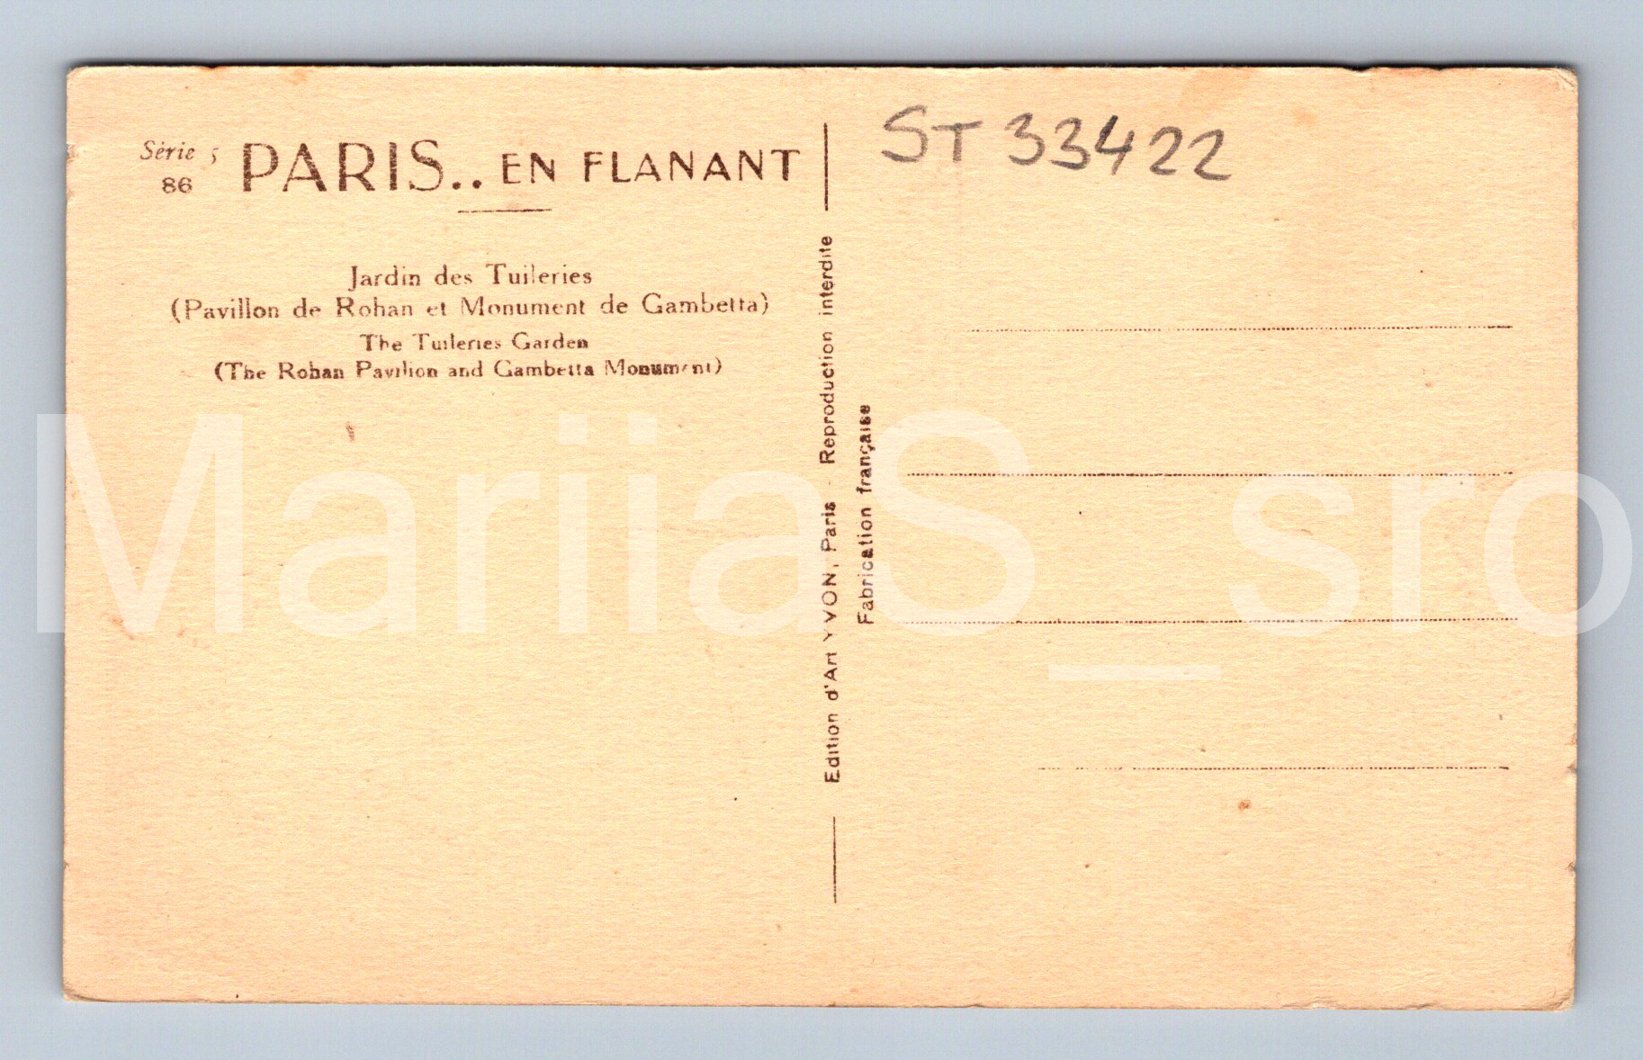 Série 5
86
PARIS.. EN FLANANT
Jardin des Tuileries
(Pavillon de Rohan et Monument de Gambetta)
The Tuileries Garden
(The Rohan Pavilion and Gambetta Monument)
Edition d'Art YVON, Paris - Reproduction interdite
Fabrication française
ST 33422
MariiaS_sro